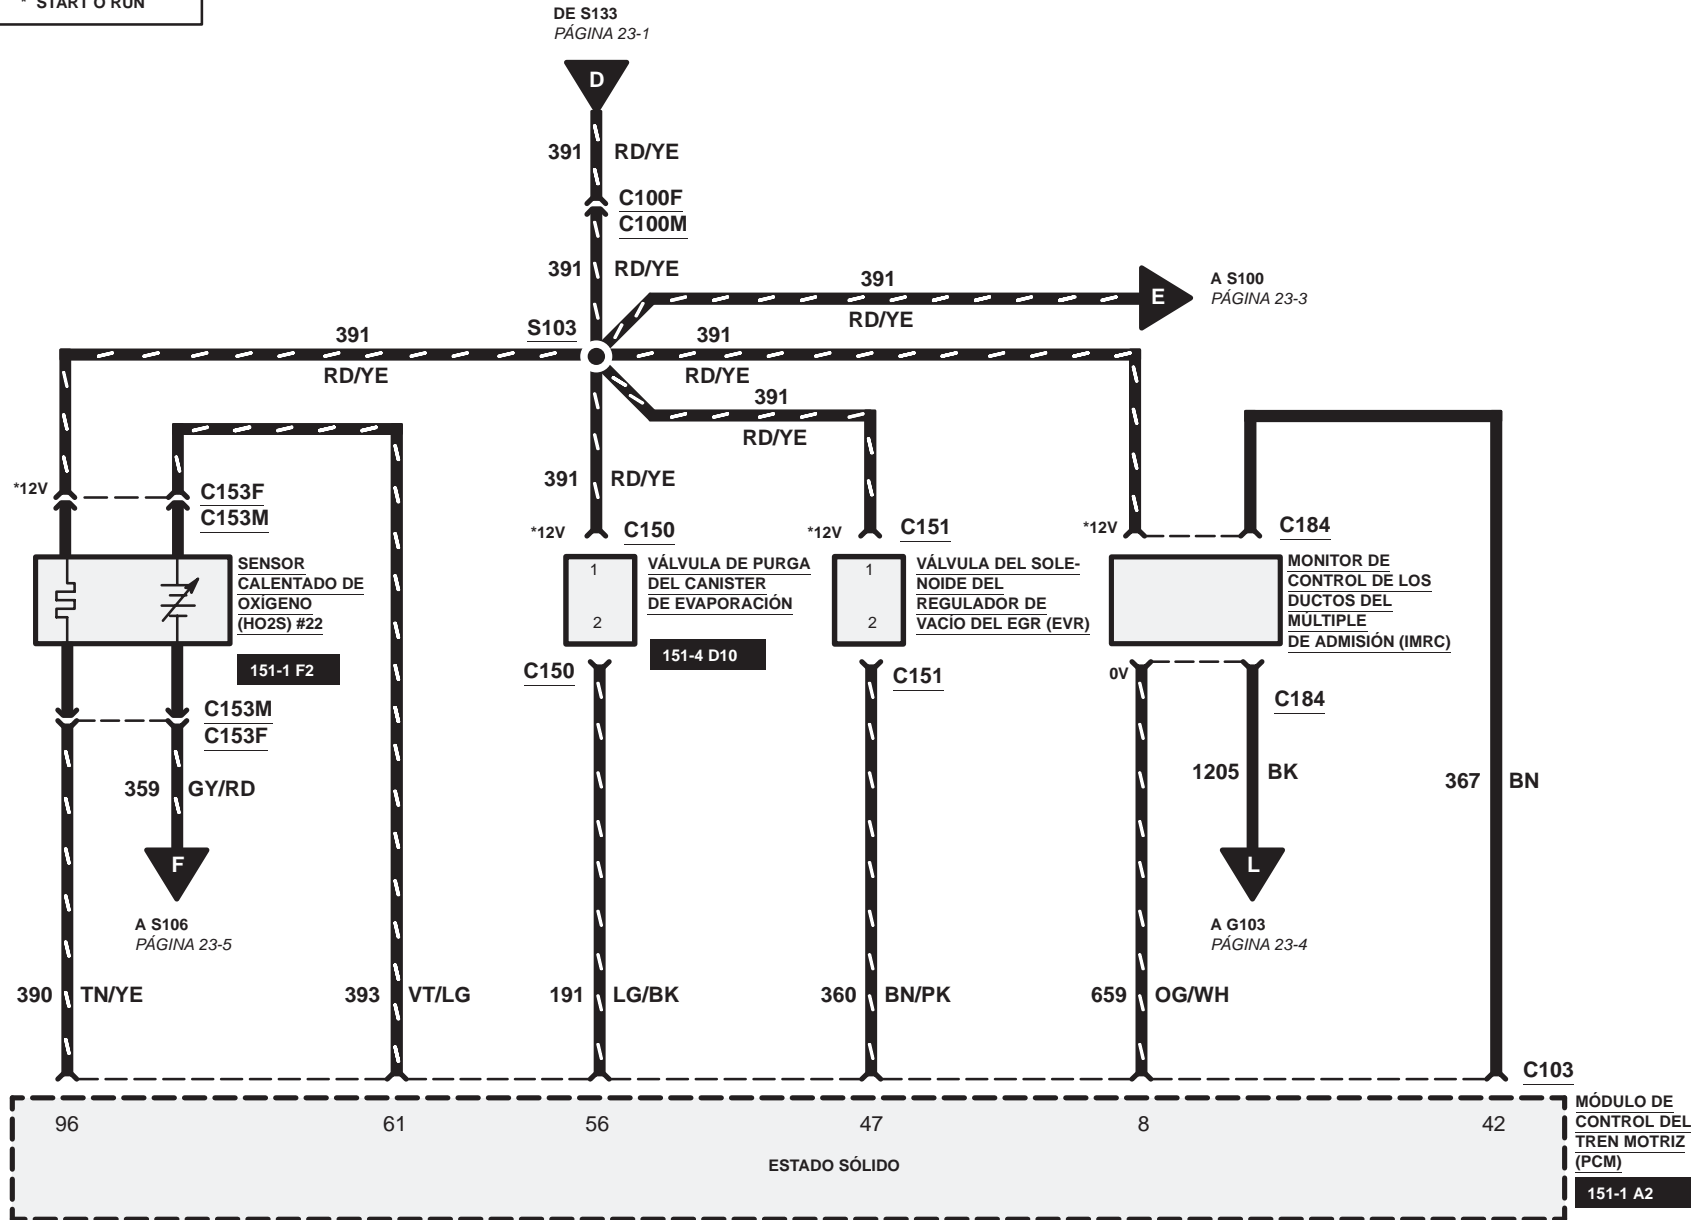 * START O RUN
DE S133
PÁGINA 23-1
D
391 RD/YE
C100F
C100M
391 RD/YE
391
RD/YE
E
A S100
PÁGINA 23-3
S103
391
RD/YE
391
RD/YE
391
RD/YE
391 RD/YE
*12V
C153F
C153M
SENSOR
CALENTADO DE
OXÍGENO
(HO2S) #22
151-1 F2
C153M
C153F
359 GY/RD
F
A S106
PÁGINA 23-5
*12V
C150
1
2
VÁLVULA DE PURGA
DEL CANISTER
DE EVAPORACIÓN
151-4 D10
C150
*12V
C151
1
2
VÁLVULA DEL SOLE-
NOIDE DEL
REGULADOR DE
VACÍO DEL EGR (EVR)
C151
*12V
C184
MONITOR DE
CONTROL DE LOS
DUCTOS DEL
MÚLTIPLE
DE ADMISIÓN (IMRC)
0V
C184
1205 BK
L
A G103
PÁGINA 23-4
367 BN
390 TN/YE
393 VT/LG
191 LG/BK
360 BN/PK
659 OG/WH
C103
96 61 56 47 8 42
ESTADO SÓLIDO
MÓDULO DE
CONTROL DEL
TREN MOTRIZ
(PCM)
151-1 A2